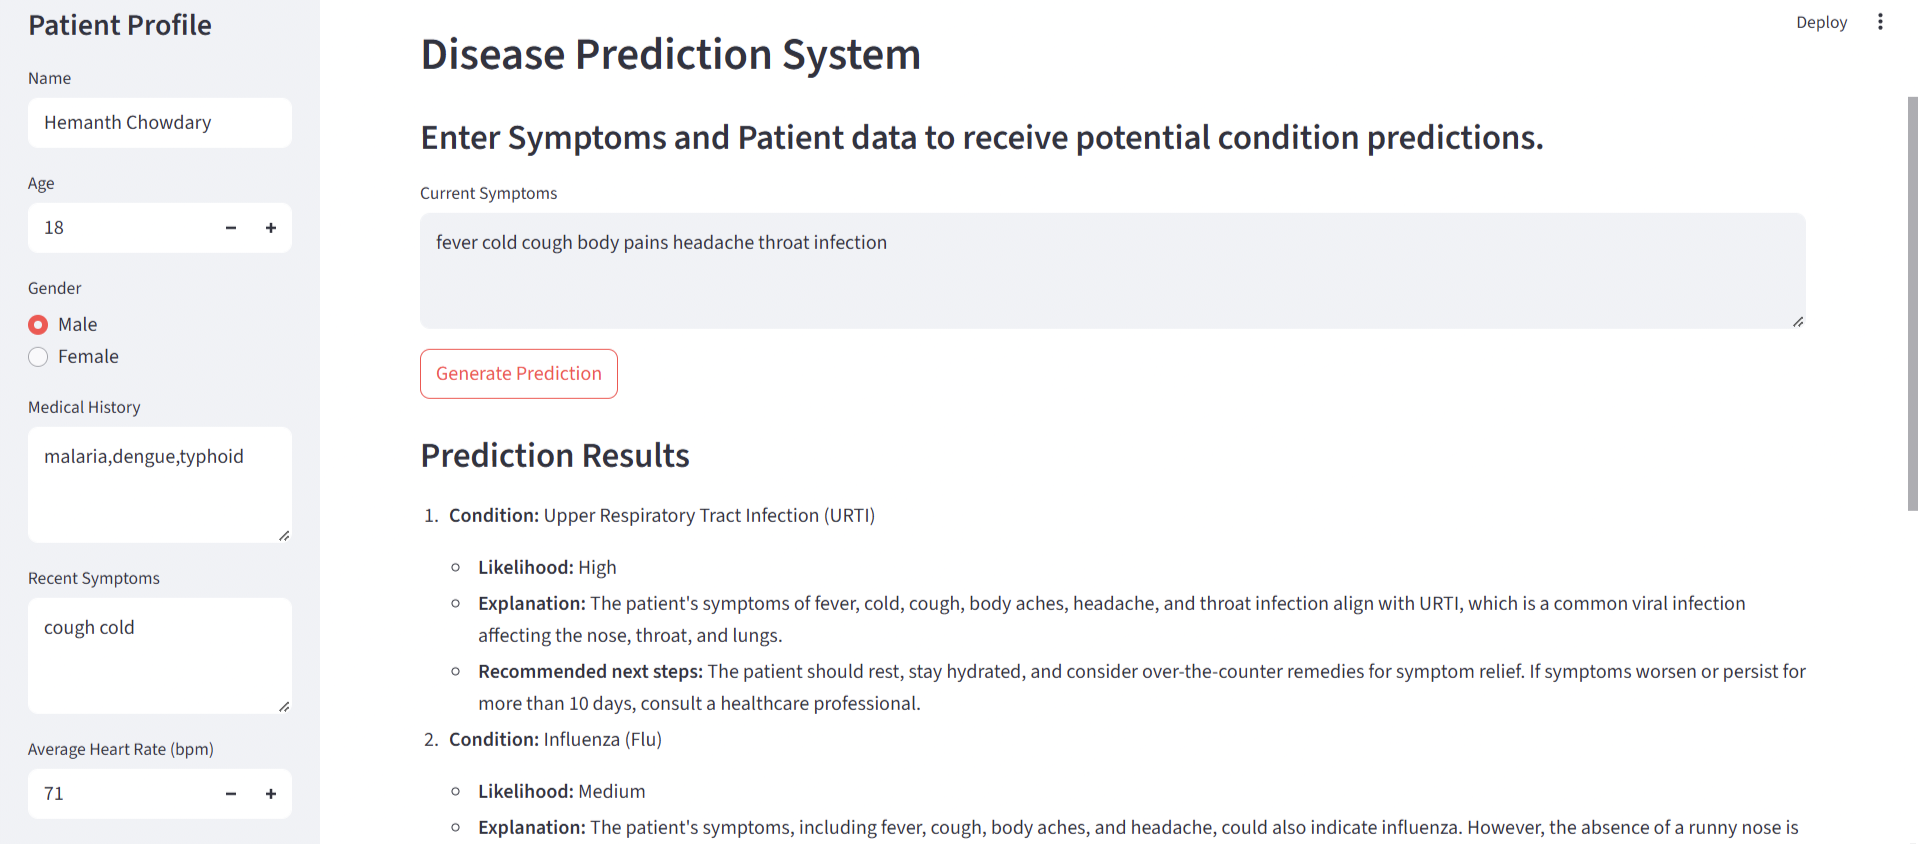 Patient Profile
Name
Hemanth Chowdary
Age
18
Gender
Male
Female
Medical History
malaria,dengue,typhoid
Recent Symptoms
cough cold
Average Heart Rate (bpm)
71
Deploy
Disease Prediction System
Enter Symptoms and Patient data to receive potential condition predictions.
Current Symptoms
fever cold cough body pains headache throat infection
Generate Prediction
Prediction Results
1. Condition: Upper Respiratory Tract Infection (URTI)
Likelihood: High
Explanation: The patient's symptoms of fever, cold, cough, body aches, headache, and throat infection align with URTI, which is a common viral infection
affecting the nose, throat, and lungs.
Recommended next steps: The patient should rest, stay hydrated, and consider over-the-counter remedies for symptom relief. If symptoms worsen or persist for
more than 10 days, consult a healthcare professional.
2. Condition: Influenza (Flu)
Likelihood: Medium
Explanation: The patient's symptoms, including fever, cough, body aches, and headache, could also indicate influenza. However, the absence of a runny nose is